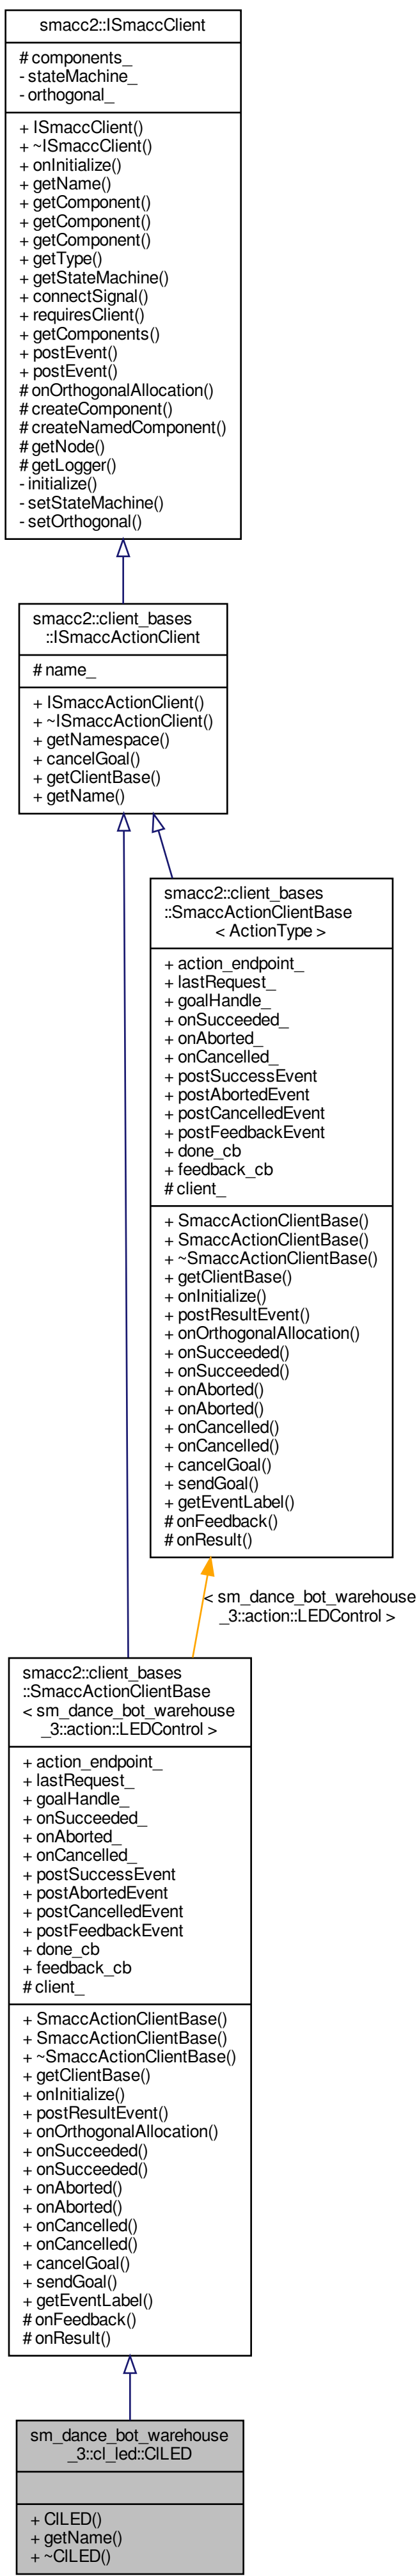 smacc2::ISmaccClient
# components_
- stateMachine_
- orthogonal_
+ ISmaccClient()
+ ~ISmaccClient()
+ onInitialize()
+ getName()
+ getComponent()
+ getComponent()
+ getComponent()
+ getType()
+ getStateMachine()
+ connectSignal()
+ requiresClient()
+ getComponents()
+ postEvent()
+ postEvent()
# onOrthogonalAllocation()
# createComponent()
# createNamedComponent()
# getNode()
# getLogger()
- initialize()
- setStateMachine()
- setOrthogonal()
smacc2::client_bases
::ISmaccActionClient
# name_
+ ISmaccActionClient()
+ ~ISmaccActionClient()
+ getNamespace()
+ cancelGoal()
+ getClientBase()
+ getName()
smacc2::client_bases
::SmaccActionClientBase
< ActionType >
+ action_endpoint_
+ lastRequest_
+ goalHandle_
+ onSucceeded_
+ onAborted_
+ onCancelled_
+ postSuccessEvent
+ postAbortedEvent
+ postCancelledEvent
+ postFeedbackEvent
+ done_cb
+ feedback_cb
# client_
+ SmaccActionClientBase()
+ SmaccActionClientBase()
+ ~SmaccActionClientBase()
+ getClientBase()
+ onInitialize()
+ postResultEvent()
+ onOrthogonalAllocation()
+ onSucceeded()
+ onSucceeded()
+ onAborted()
+ onAborted()
+ onCancelled()
+ onCancelled()
+ cancelGoal()
+ sendGoal()
+ getEventLabel()
# onFeedback()
# onResult()
< sm_dance_bot_warehouse
_3::action::LEDControl >
smacc2::client_bases
::SmaccActionClientBase
< sm_dance_bot_warehouse
_3::action::LEDControl >
+ action_endpoint_
+ lastRequest_
+ goalHandle_
+ onSucceeded_
+ onAborted_
+ onCancelled_
+ postSuccessEvent
+ postAbortedEvent
+ postCancelledEvent
+ postFeedbackEvent
+ done_cb
+ feedback_cb
# client_
+ SmaccActionClientBase()
+ SmaccActionClientBase()
+ ~SmaccActionClientBase()
+ getClientBase()
+ onInitialize()
+ postResultEvent()
+ onOrthogonalAllocation()
+ onSucceeded()
+ onSucceeded()
+ onAborted()
+ onAborted()
+ onCancelled()
+ onCancelled()
+ cancelGoal()
+ sendGoal()
+ getEventLabel()
# onFeedback()
# onResult()
sm_dance_bot_warehouse
_3::cl_led::ClLED
+ ClLED()
+ getName()
+ ~ClLED()